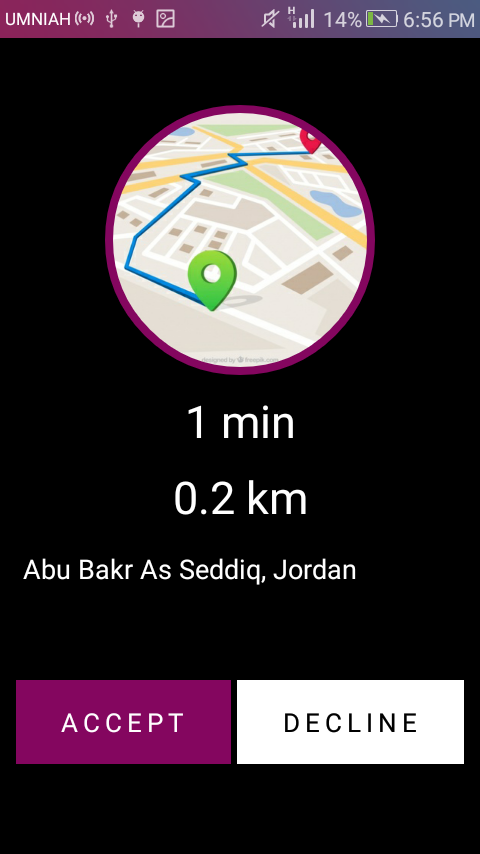 UMNIAH H 14% 6:56 PM
designed by freepik.com
1 min
0.2 km
Abu Bakr As Seddiq, Jordan
ACCEPT DECLINE